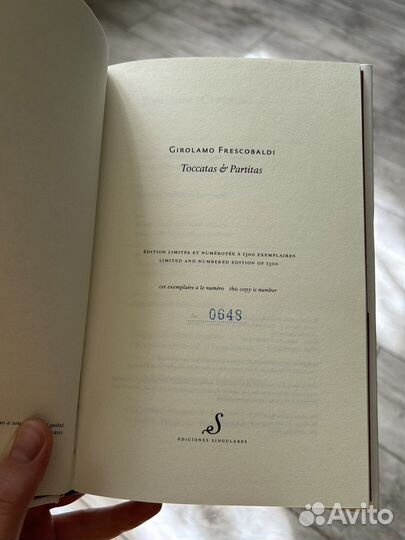 GIROLAMO FRESCOBALDI
Toccatas & Partitas
ÉDITION LIMITÉE ET NUMÉROTÉE À 1300 EXEMPLAIRES
LIMITED AND NUMBERED EDITION OF 1300
cet exemplaire a le numéro this copy is number
0648
S
EDICIONES SINGULARES
Avito